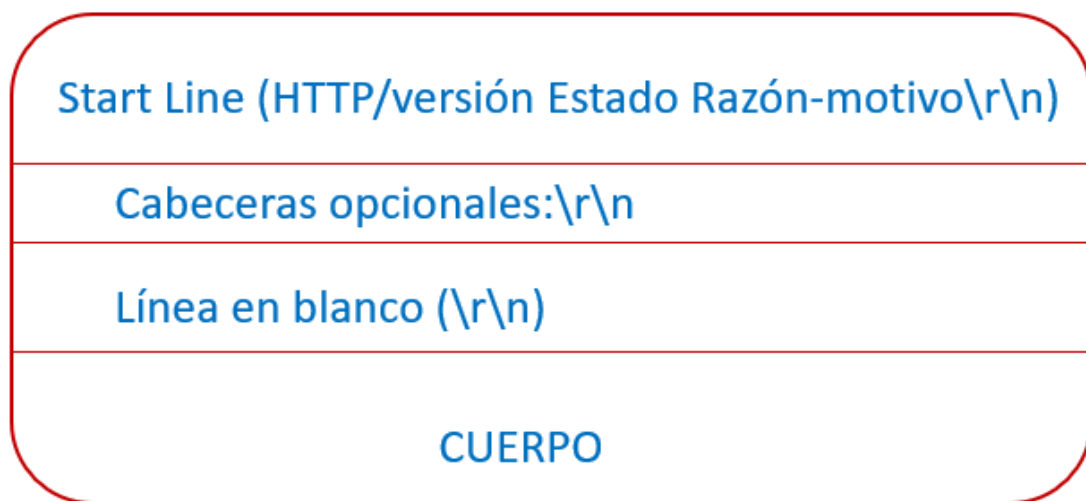 Start Line (HTTP/versión Estado Razón-motivo\r\n)
Cabeceras opcionales:\r\n
Línea en blanco (\r\n)
CUERPO